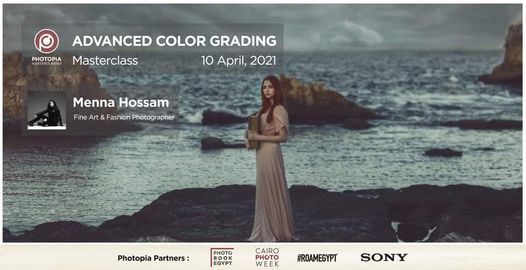 ADVANCED COLOR GRADING
Masterclass 10 April, 2021
PHOTOPIA
Menna Hossam
Fine Art & Fashion Photographer
Photopia Partners :
PHOTO
BOOK
EGYPT
CAIRO
PHOTO
WEEK
#ROAMEGYPT
SONY